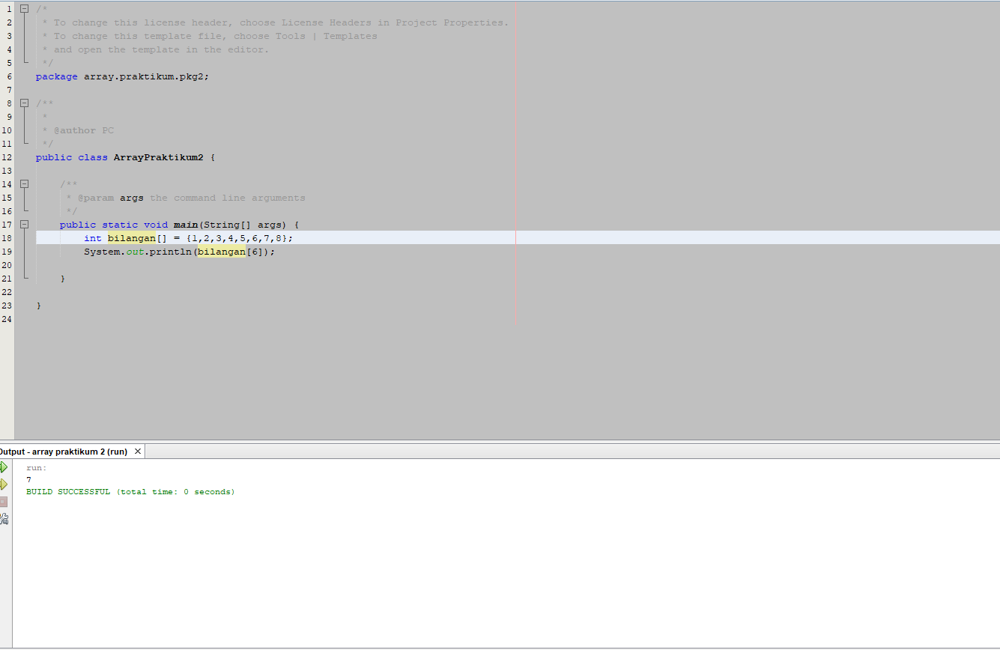 1 /*
2 * To change this license header, choose License Headers in Project Properties.
3 * To change this template file, choose Tools | Templates
4 * and open the template in the editor.
5 */
6 package array.praktikum.pkg2;
7
8 /**
9 *
10 * @author PC
11 */
12 public class ArrayPraktikum2 {
13
14 /**
15 * @param args the command line arguments
16 */
17 public static void main(String[] args) {
18 int bilangan[] = {1,2,3,4,5,6,7,8};
19 System.out.println(bilangan[6]);
20
21 }
22
23 }
24
Output - array praktikum 2 (run) ×
run:
7
BUILD SUCCESSFUL (total time: 0 seconds)